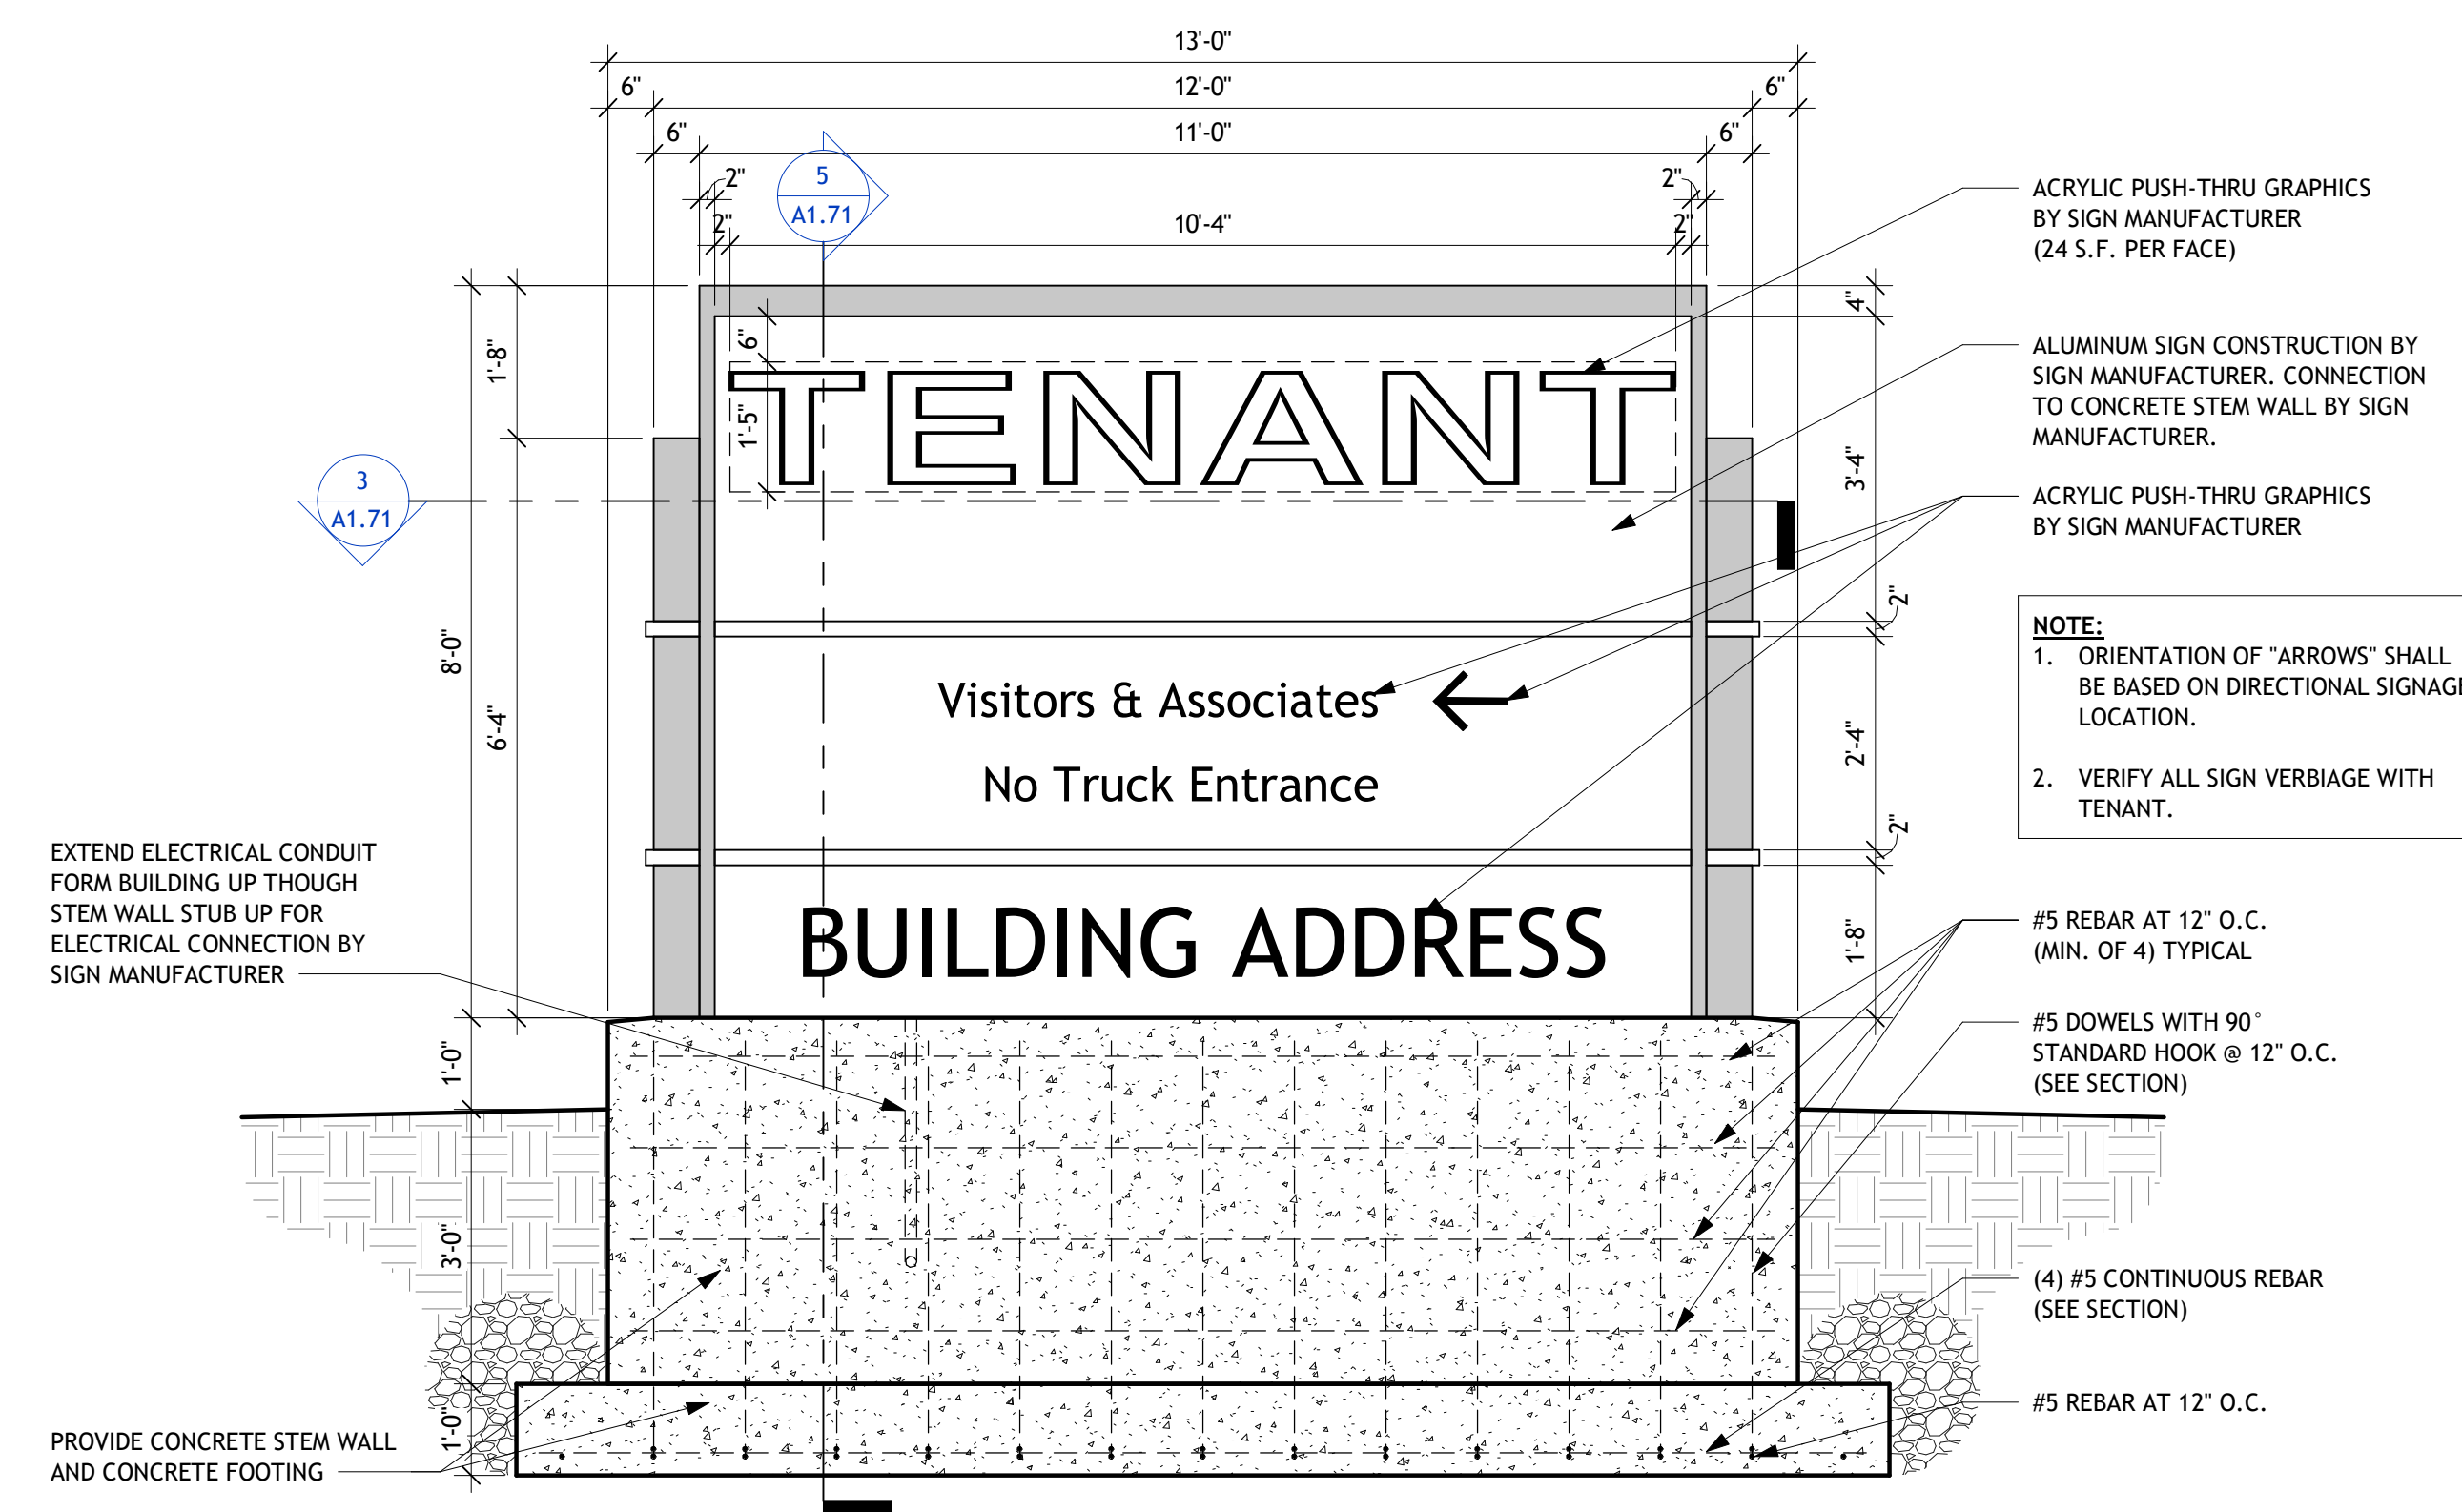 13'-0"
6"
12'-0"
6"
6"
11'-0"
6"
2"
5
A1.71
2"
2"
10'-4"
2"
ACRYLIC PUSH-THRU GRAPHICS
BY SIGN MANUFACTURER
(24 S.F. PER FACE)
4"
1'-8"
6"
1'-5"
TENANT
ALUMINUM SIGN CONSTRUCTION BY
SIGN MANUFACTURER. CONNECTION
TO CONCRETE STEM WALL BY SIGN
MANUFACTURER.
3'-4"
3
A1.71
ACRYLIC PUSH-THRU GRAPHICS
BY SIGN MANUFACTURER
2"
NOTE:
1. ORIENTATION OF "ARROWS" SHALL
BE BASED ON DIRECTIONAL SIGNAGE
LOCATION.
2. VERIFY ALL SIGN VERBIAGE WITH
TENANT.
8'-0"
6'-4"
Visitors & Associates
No Truck Entrance
2'-4"
2"
EXTEND ELECTRICAL CONDUIT
FORM BUILDING UP THOUGH
STEM WALL STUB UP FOR
ELECTRICAL CONNECTION BY
SIGN MANUFACTURER
BUILDING ADDRESS
1'-8"
#5 REBAR AT 12" O.C.
(MIN. OF 4) TYPICAL
#5 DOWELS WITH 90°
STANDARD HOOK @ 12" O.C.
(SEE SECTION)
1'-0"
3'-0"
(4) #5 CONTINUOUS REBAR
(SEE SECTION)
1'-0"
#5 REBAR AT 12" O.C.
PROVIDE CONCRETE STEM WALL
AND CONCRETE FOOTING